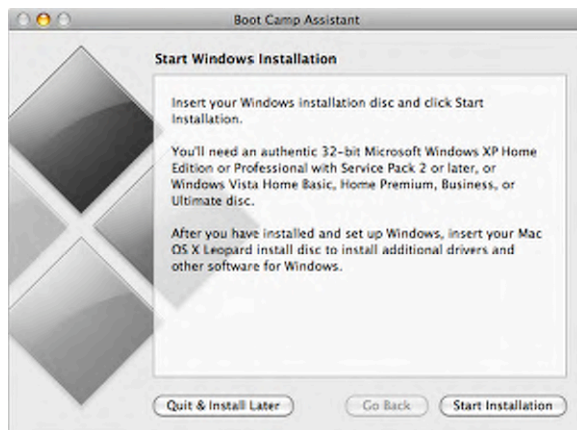 Boot Camp Assistant
Start Windows Installation
Insert your Windows installation disc and click Start
Installation.
You'll need an authentic 32-bit Microsoft Windows XP Home
Edition or Professional with Service Pack 2 or later, or
Windows Vista Home Basic, Home Premium, Business, or
Ultimate disc.
After you have installed and set up Windows, insert your Mac
OS X Leopard install disc to install additional drivers and
other software for Windows.
Quit & Install Later
Go Back
Start Installation